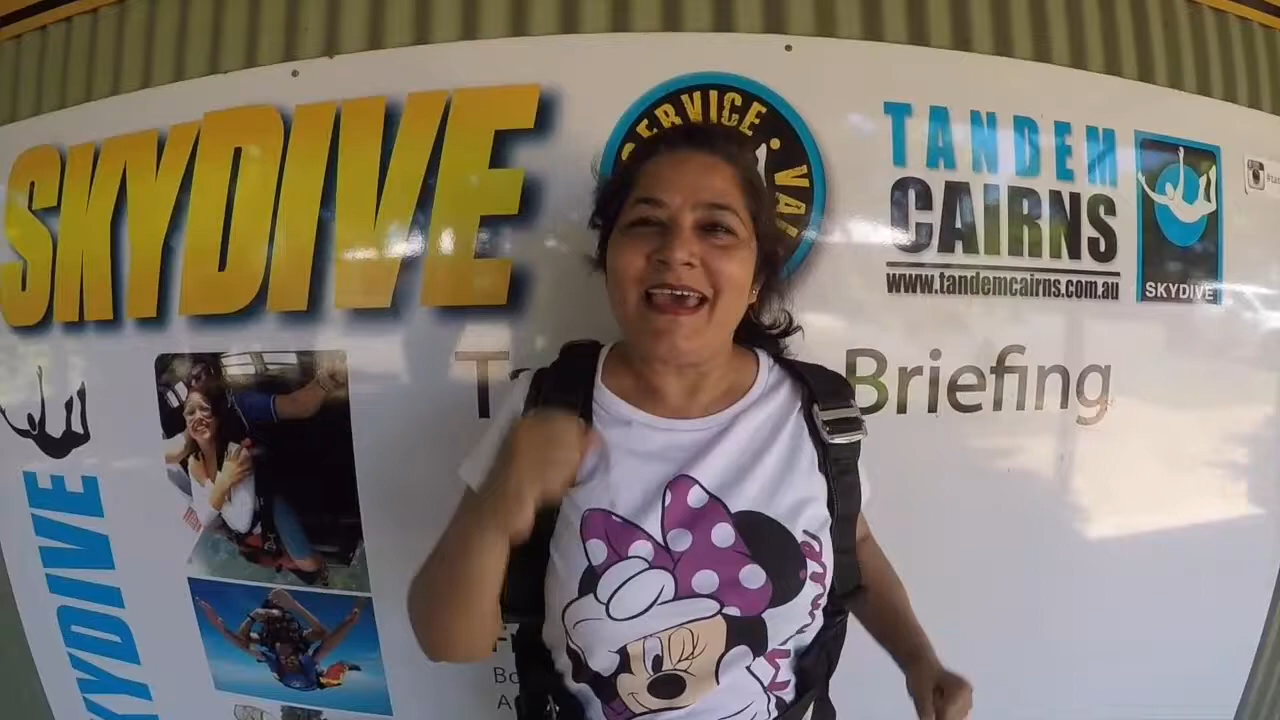 SKYDIVE
SERVICE
TANDEM
CAIRNS
www.tandemcairns.com.au
SKYDIVE
Briefing
Minnie
SKYDIVE